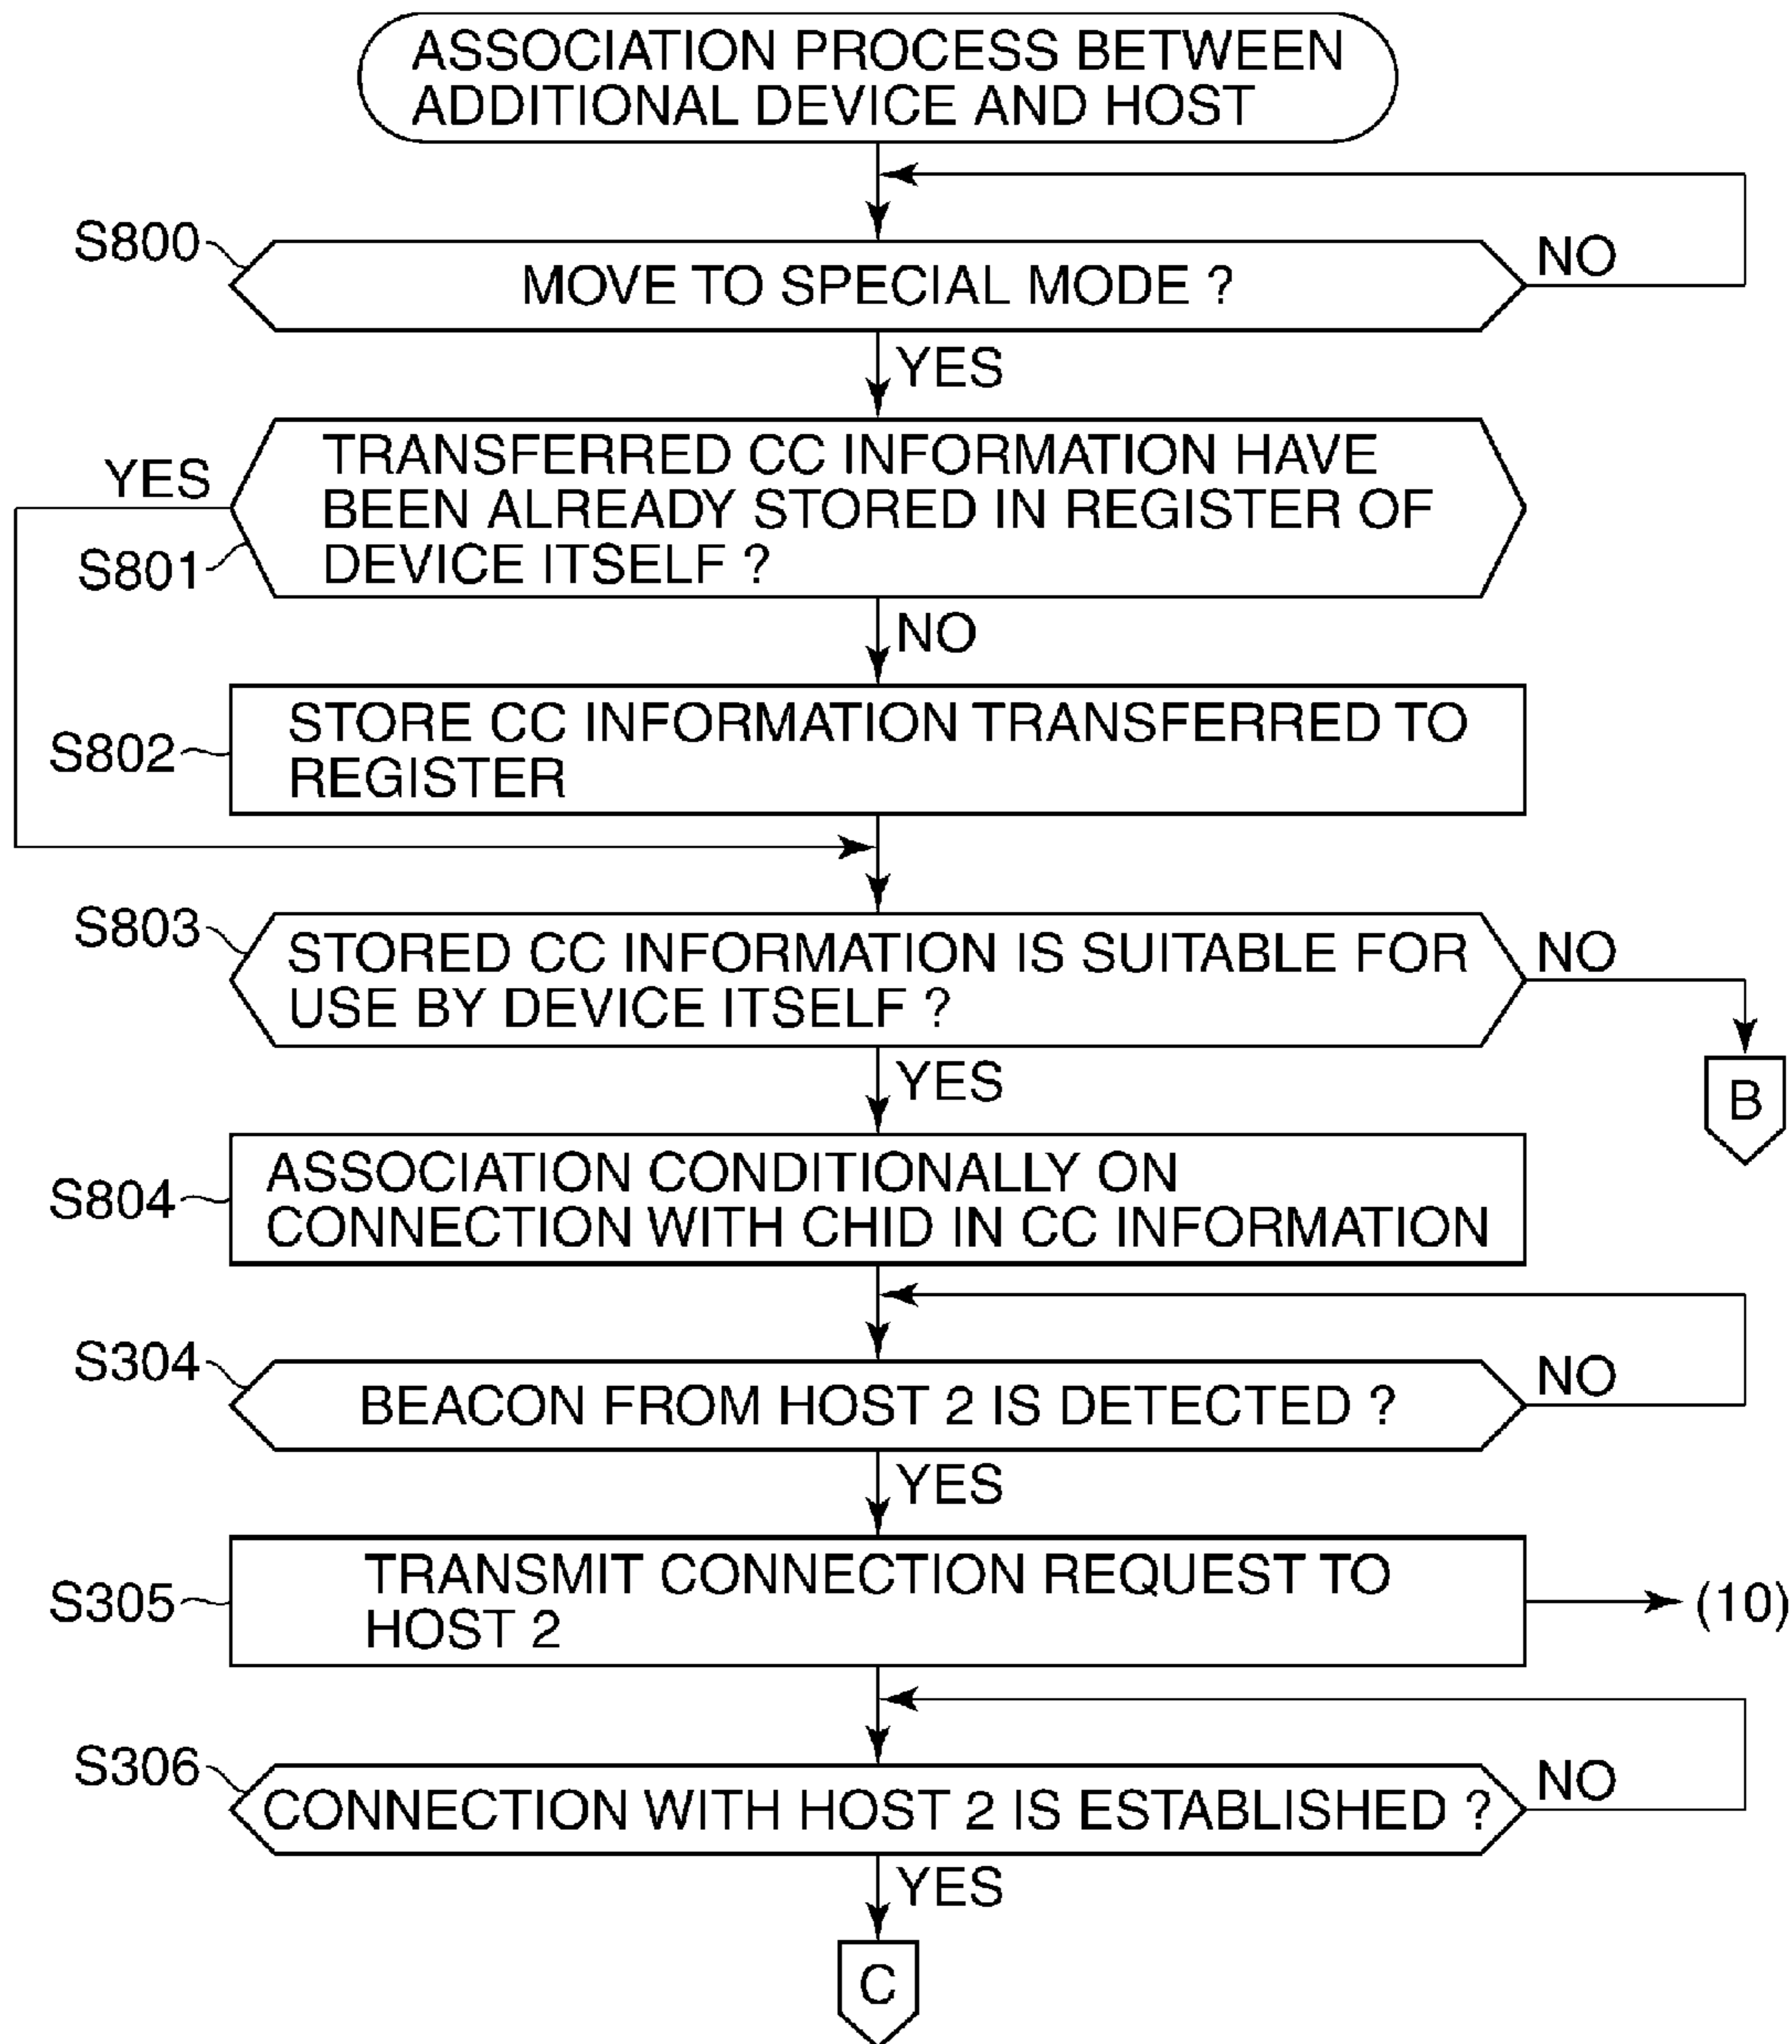 ASSOCIATION PROCESS BETWEEN
ADDITIONAL DEVICE AND HOST
S800
MOVE TO SPECIAL MODE ?
NO
YES
YES
TRANSFERRED CC INFORMATION HAVE
BEEN ALREADY STORED IN REGISTER OF
DEVICE ITSELF ?
S801
NO
S802
STORE CC INFORMATION TRANSFERRED TO
REGISTER
S803
STORED CC INFORMATION IS SUITABLE FOR
USE BY DEVICE ITSELF ?
NO
B
YES
S804
ASSOCIATION CONDITIONALLY ON
CONNECTION WITH CHID IN CC INFORMATION
S304
BEACON FROM HOST 2 IS DETECTED ?
NO
YES
S305
TRANSMIT CONNECTION REQUEST TO
HOST 2
(10)
S306
CONNECTION WITH HOST 2 IS ESTABLISHED ?
NO
YES
C